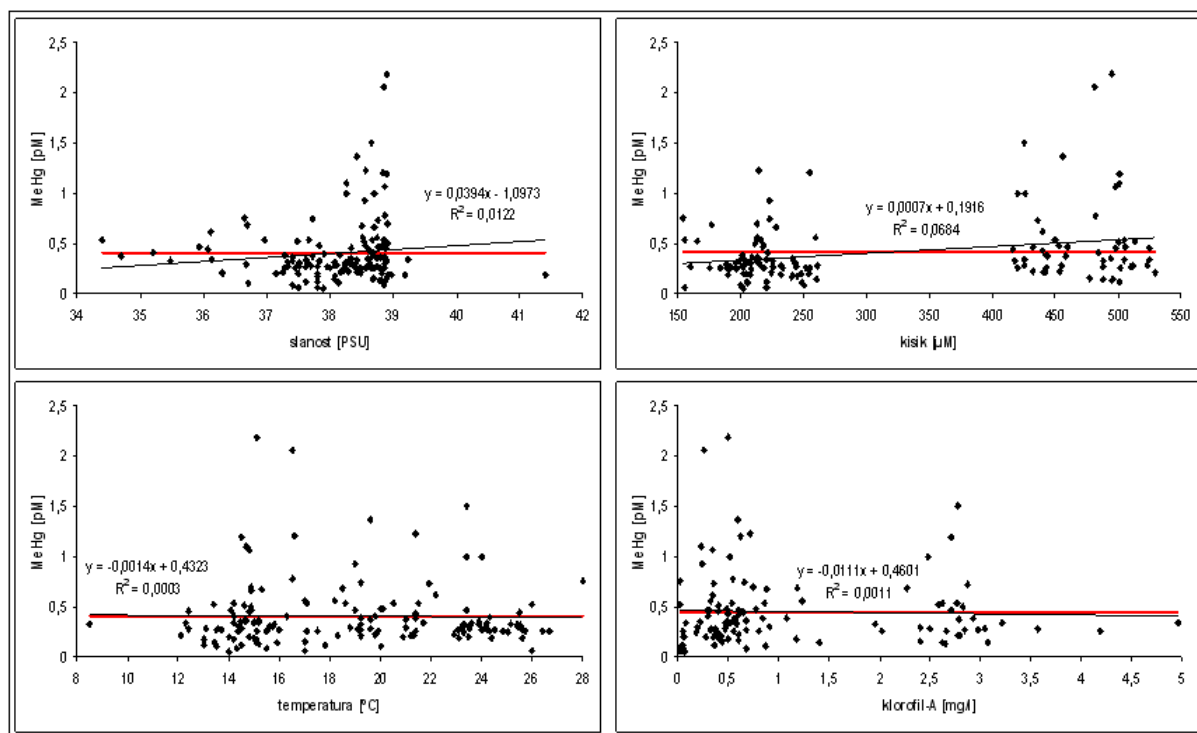 2,5
2
1,5
1
0,5
0
MeHg [pM]
y = 0,0394x - 1,0973
R² = 0,0122
34 35 36 37 38 39 40 41 42
slanost [PSU]
2,5
2
1,5
1
0,5
0
MeHg [pM]
y = 0,0007x + 0,1916
R² = 0,0684
150 200 250 300 350 400 450 500 550
kisik [µM]
2,5
2
1,5
1
0,5
0
MeHg [pM]
y = -0,0014x + 0,4323
R² = 0,0003
8 10 12 14 16 18 20 22 24 26 28
temperatura [ºC]
2,5
2
1,5
1
0,5
0
MeHg [pM]
y = -0,0111x + 0,4601
R² = 0,0011
0 0,5 1 1,5 2 2,5 3 3,5 4 4,5 5
klorofil-A [mg/l]